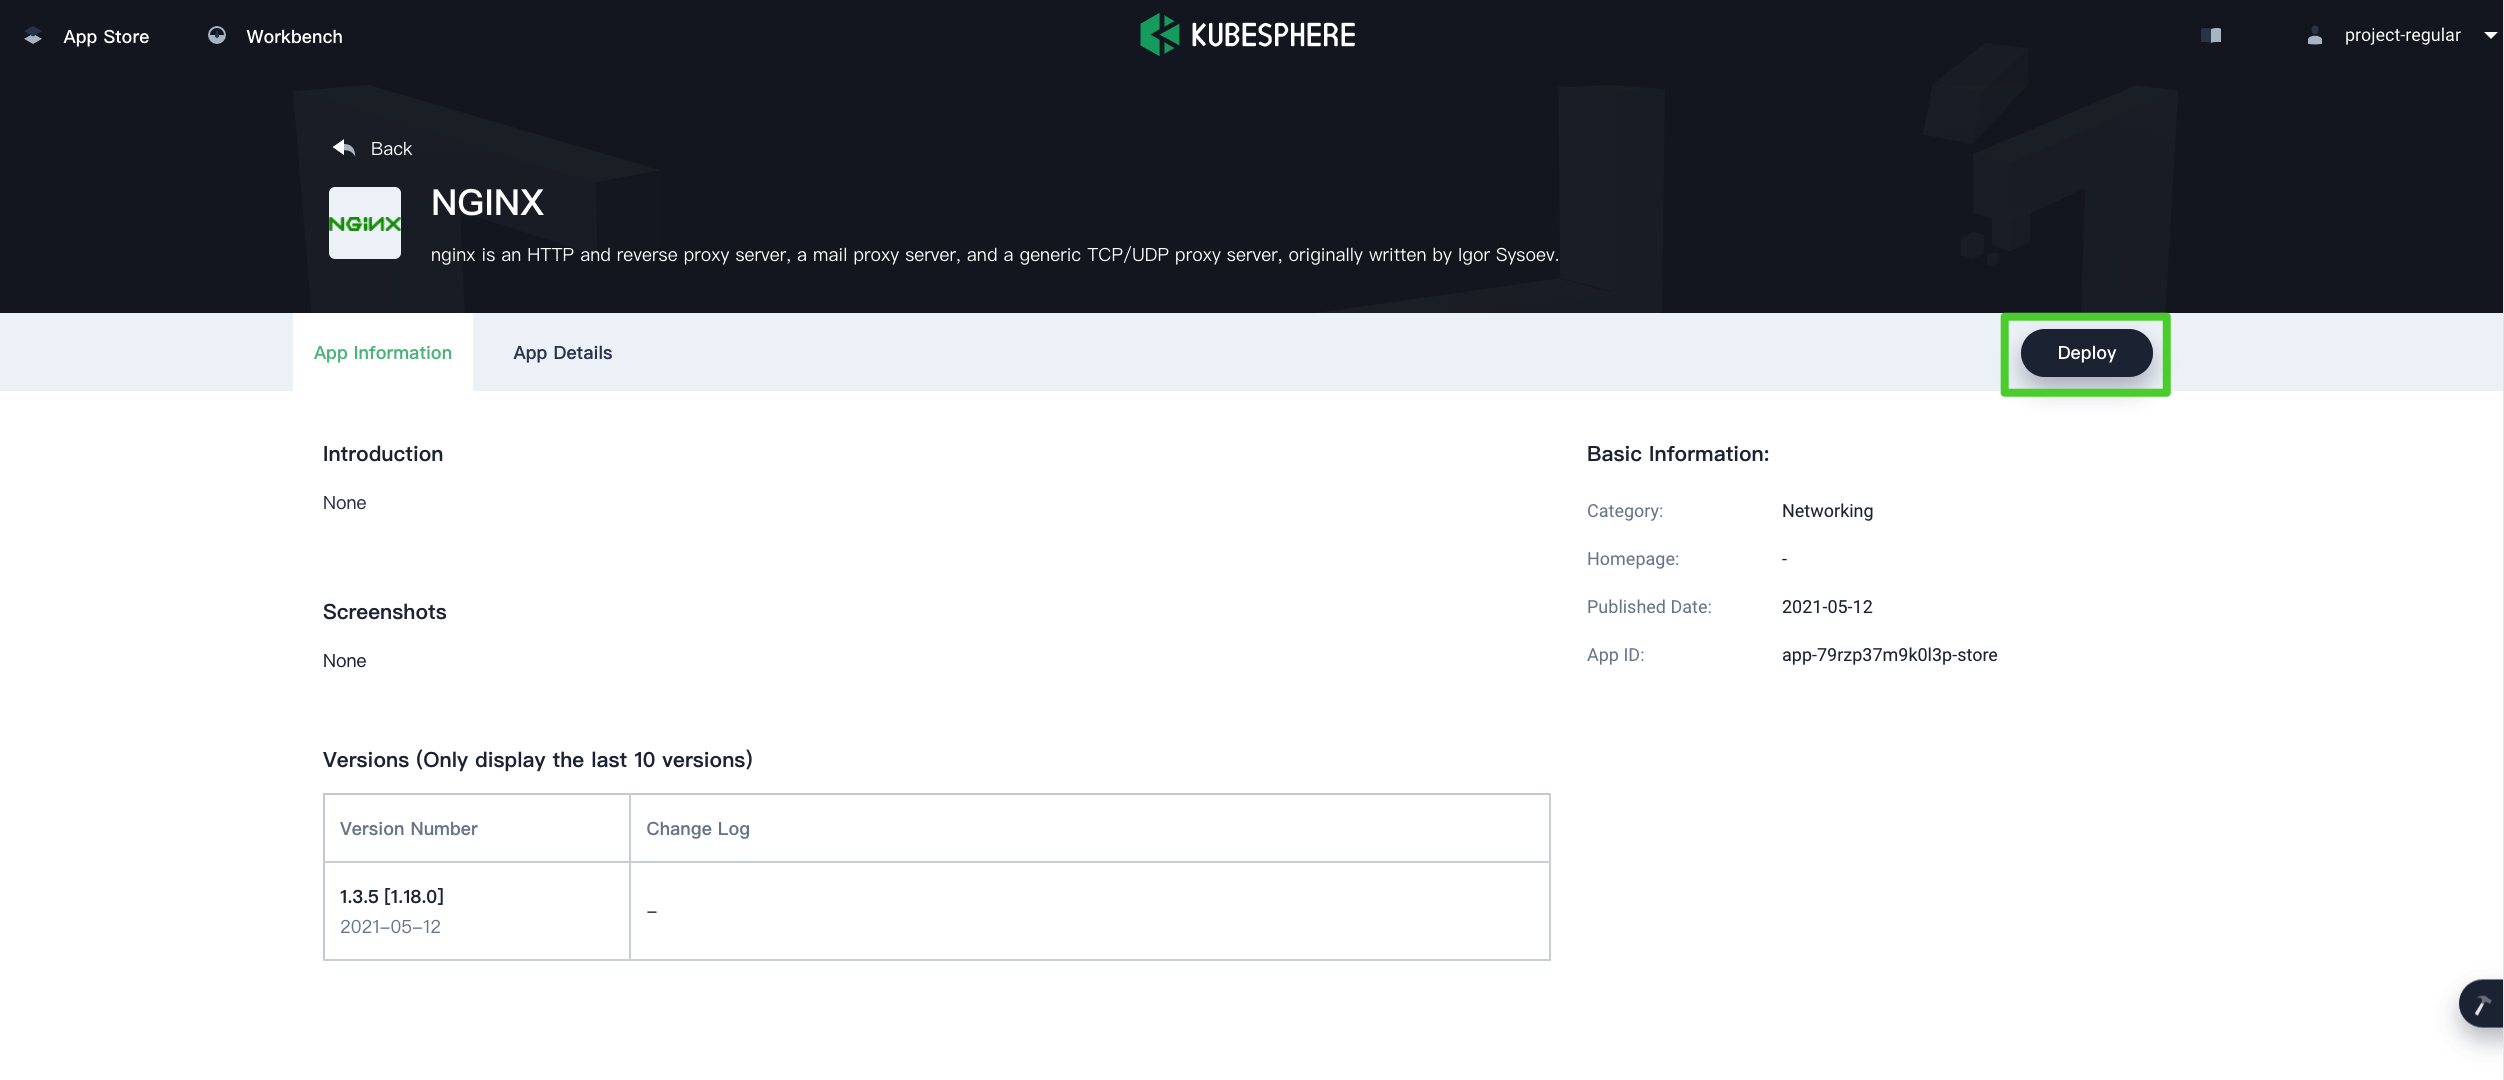 App Store
Workbench
KUBESPHERE
project-regular
Back
NGINX
NGINX
nginx is an HTTP and reverse proxy server, a mail proxy server, and a generic TCP/UDP proxy server, originally written by Igor Sysoev.
App Information
App Details
Deploy
Introduction
None
Screenshots
None
Versions (Only display the last 10 versions)
Version Number
Change Log
1.3.5 [1.18.0]
2021-05-12
-
Basic Information:
Category:
Networking
Homepage:
-
Published Date:
2021-05-12
App ID:
app-79rzp37m9k0l3p-store